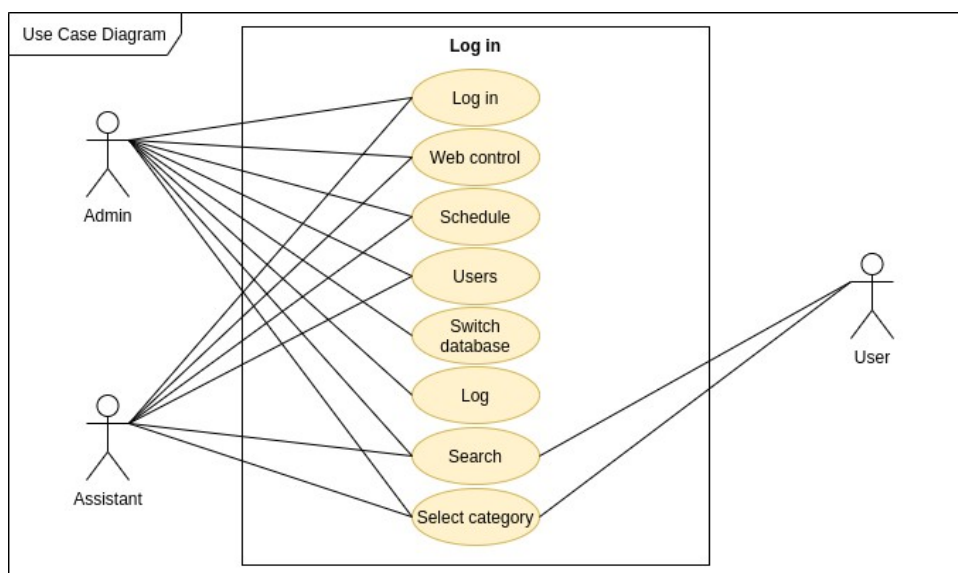 Use Case Diagram
Log in
Log in
Web control
Schedule
Users
Switch
database
Log
Search
Select category
Admin
Assistant
User